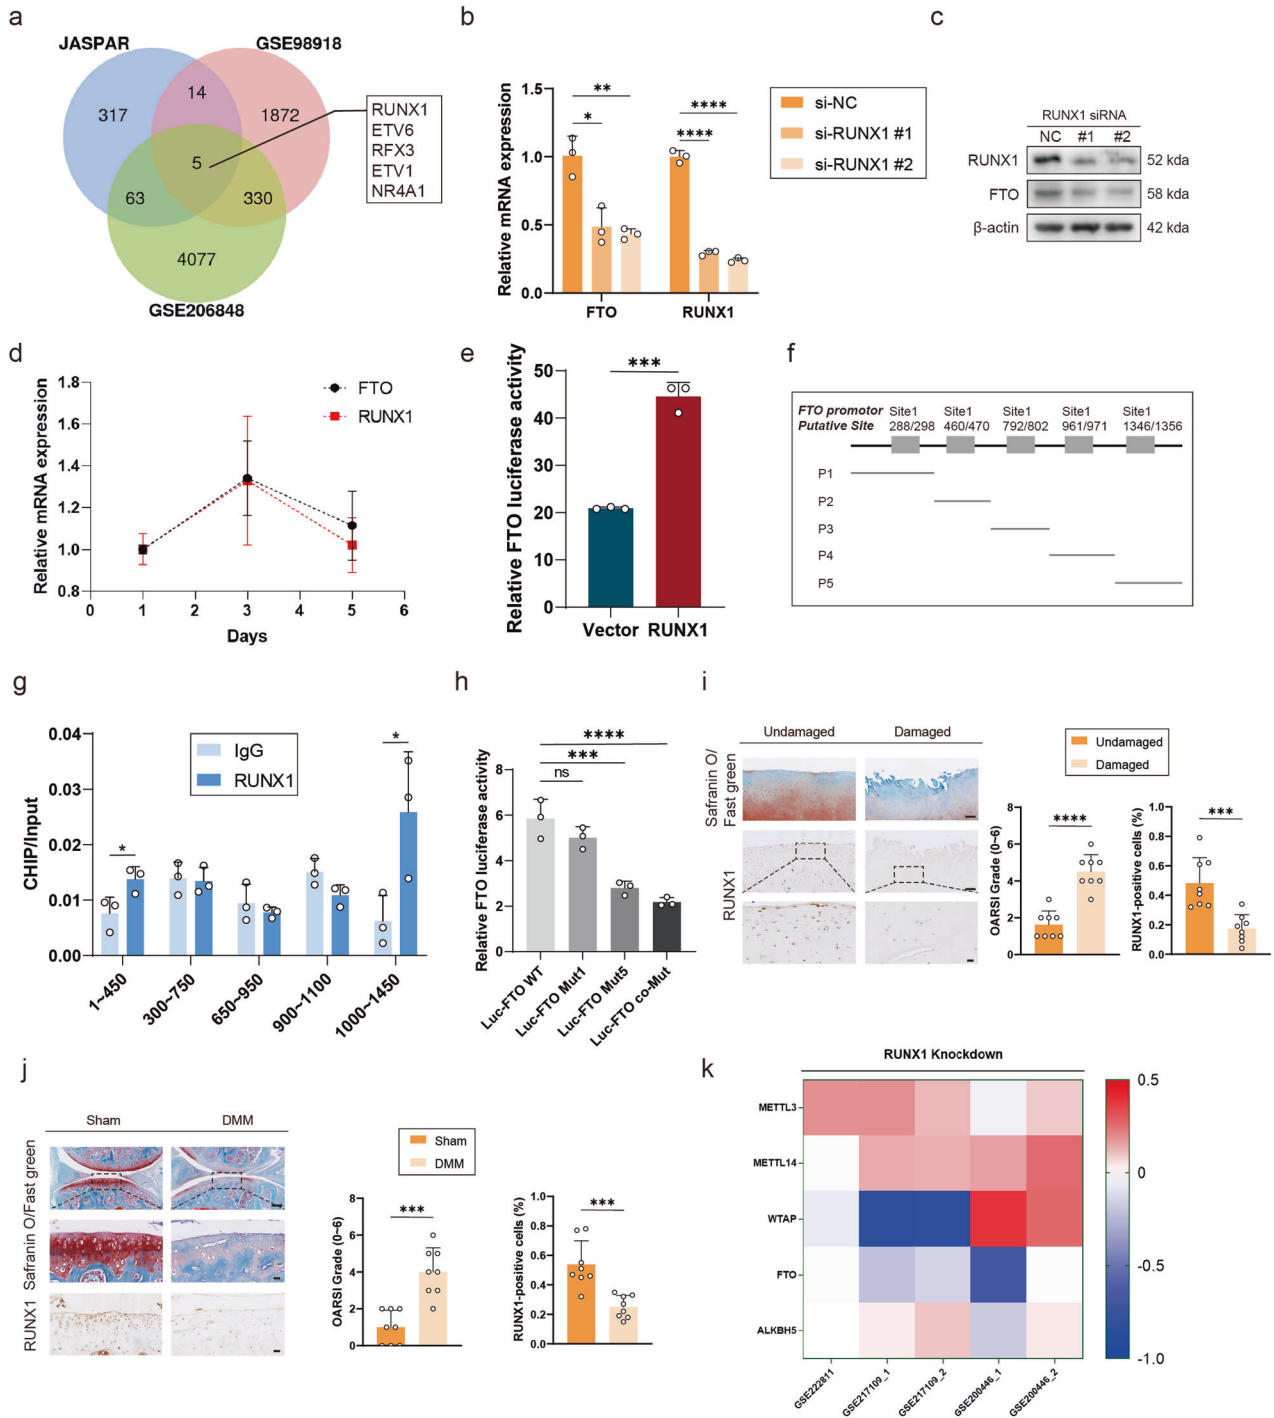 a
JASPAR
GSE98918
317
14
1872
5
63
330
4077
GSE206848
RUNX1
ETV6
RFX3
ETV1
NR4A1
b
Relative mRNA expression
1.5
1.0
0.5
0.0
**
*
****
****
FTO
RUNX1
si-NC
si-RUNX1 #1
si-RUNX1 #2
c
RUNX1 siRNA
NC #1 #2
RUNX1 52 kda
FTO 58 kda
β-actin 42 kda
d
Relative mRNA expression
1.8
1.6
1.4
1.2
1.0
0.8
0 1 2 3 4 5 6
Days
FTO
RUNX1
e
Relative FTO luciferase activity
50
40
30
20
10
0
***
Vector RUNX1
f
FTO promotor Site1 Site1 Site1 Site1 Site1
Putative Site 288/298 460/470 792/802 961/971 1346/1356
P1
P2
P3
P4
P5
g
CHIP/Input
0.04
0.03
0.02
0.01
0.00
IgG
RUNX1
*
*
1~450
300~750
650~950
900~1100
1000~1450
h
Relative FTO luciferase activity
8
6
4
2
0
****
***
ns
Luc-FTO WT
Luc-FTO Mut1
Luc-FTO Mut5
Luc-FTO co-Mut
i
Undamaged Damaged
Safranin O/
Fast green
RUNX1
Undamaged
Damaged
OARSI Grade (0~6)
8
6
4
2
0
****
RUNX1-positive cells (%)
1.0
0.8
0.6
0.4
0.2
0.0
***
j
Sham DMM
Safranin O/Fast green
RUNX1
Sham
DMM
OARSI Grade (0~6)
8
6
4
2
0
***
RUNX1-positive cells (%)
1.0
0.8
0.6
0.4
0.2
0.0
***
k
RUNX1 Knockdown
METTL3
METTL14
WTAP
FTO
ALKBH5
GSE222811
GSE217109_1
GSE217109_2
GSE200446_1
GSE200446_2
0.5
0
-0.5
-1.0